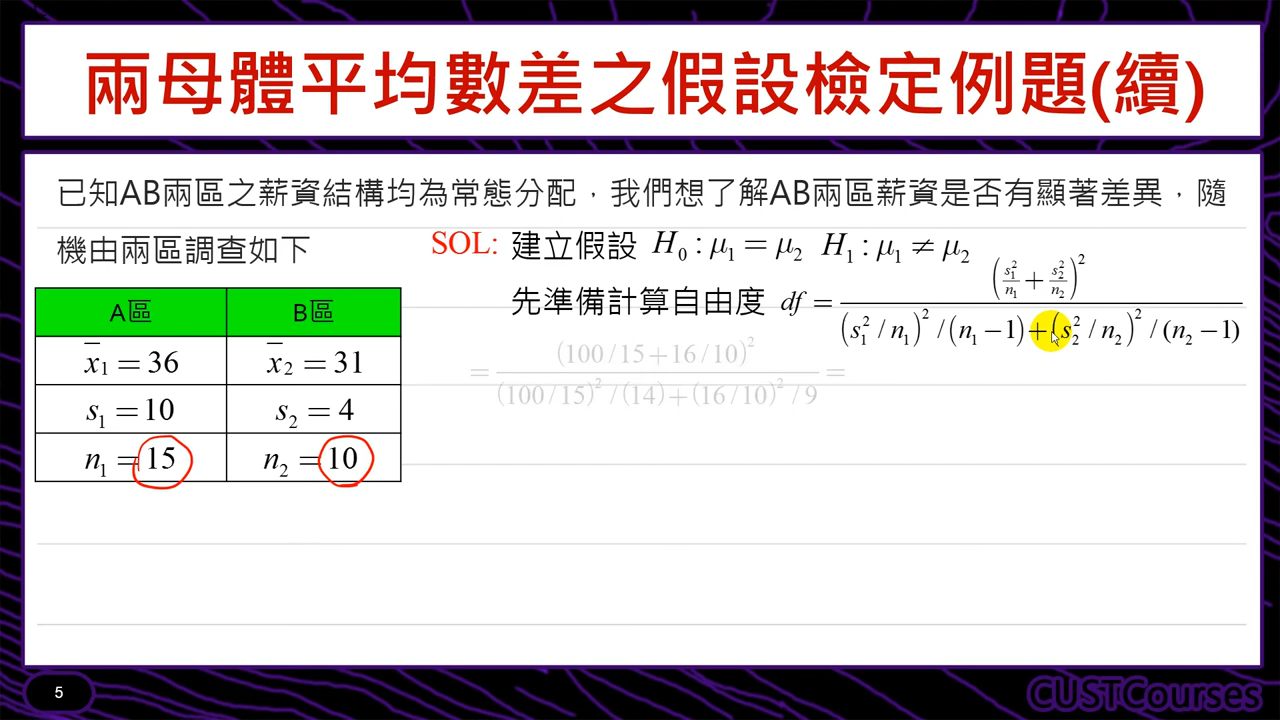 兩母體平均數差之假設檢定例題(續)
已知AB兩區之薪資結構均為常態分配，我們想了解AB兩區薪資是否有顯著差異，隨
機由兩區調查如下
SOL: 建立假設 H₀ : μ₁ = μ₂ H₁ : μ₁ ≠ μ₂
先準備計算自由度 df = (s₁²/n₁ + s₂²/n₂)² / ((s₁² / n₁)² / (n₁ − 1) + (s₂² / n₂)² / (n₂ − 1))
= (100 / 15 + 16 / 10)² / ((100 / 15)² / (14) + (16 / 10)² / 9) =
A區 B區
x̄₁ = 36 x̄₂ = 31
s₁ = 10 s₂ = 4
n₁ = 15 n₂ = 10
5
CUSTCourses